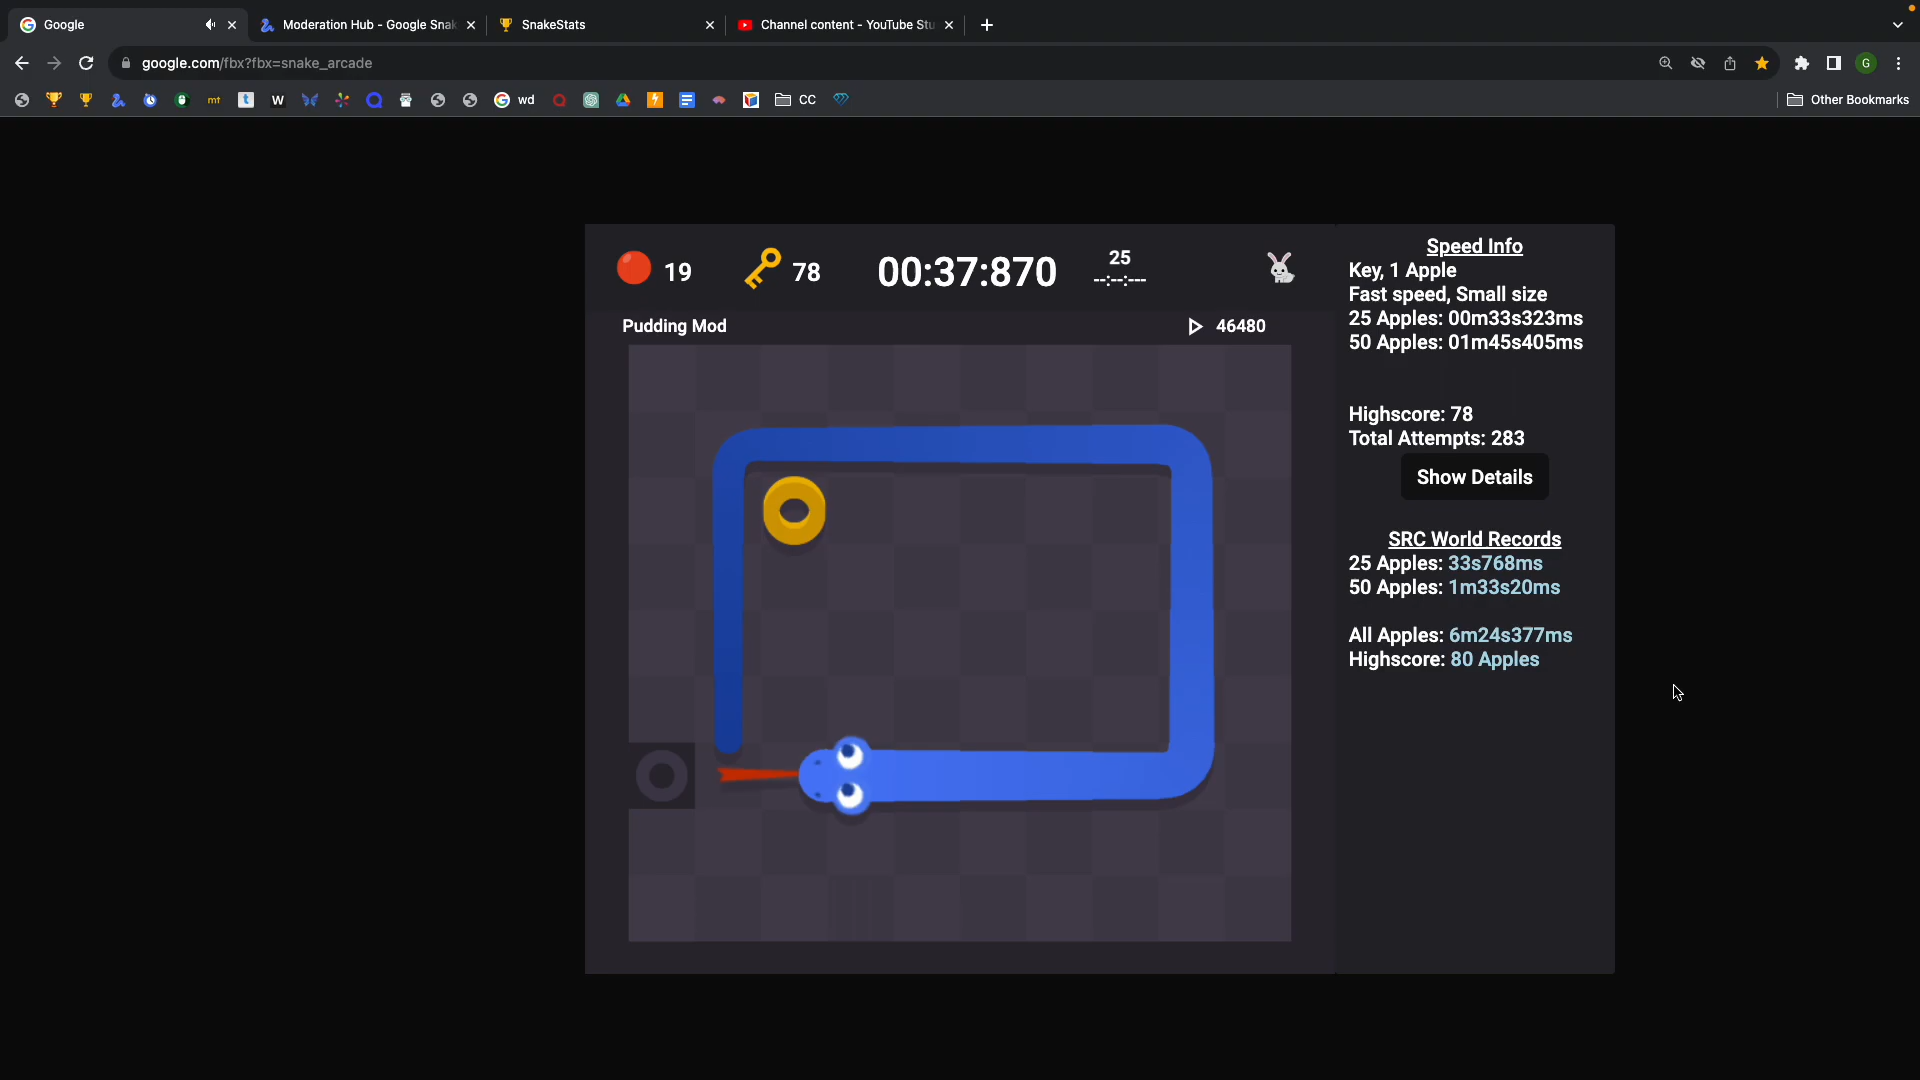 Google
Moderation Hub - Google Snak
SnakeStats
Channel content - YouTube Stu
google.com/fbx?fbx=snake_arcade
G
mt
t
W
wd
CC
Other Bookmarks
19
78
00:37:870
25
--:--:---
Pudding Mod
46480
Speed Info
Key, 1 Apple
Fast speed, Small size
25 Apples: 00m33s323ms
50 Apples: 01m45s405ms
Highscore: 78
Total Attempts: 283
Show Details
SRC World Records
25 Apples: 33s768ms
50 Apples: 1m33s20ms
All Apples: 6m24s377ms
Highscore: 80 Apples